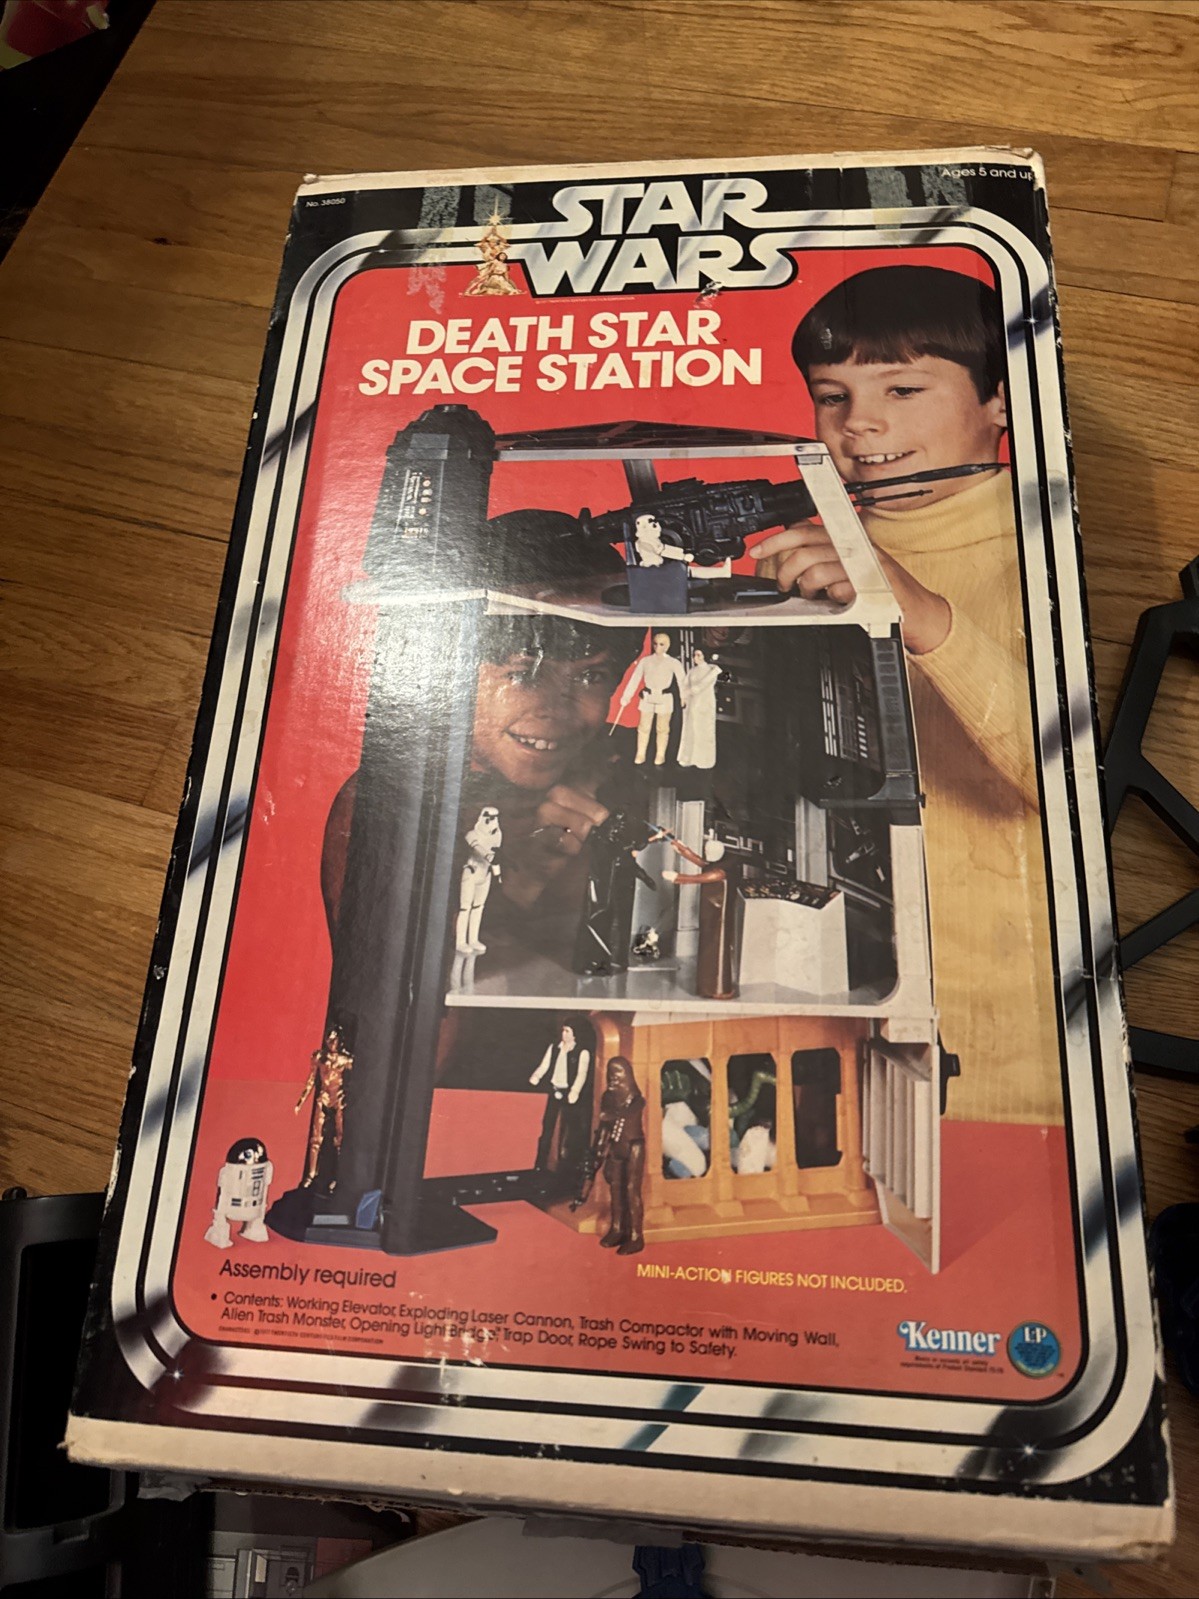 No. 38050
Ages 5 and up
STAR
WARS
DEATH STAR
SPACE STATION
Assembly required
MINI-ACTION FIGURES NOT INCLUDED.
• Contents: Working Elevator, Exploding Laser Cannon, Trash Compactor with Moving Wall,
Alien Trash Monster, Opening Light Bridge, Trap Door, Rope Swing to Safety.
Kenner